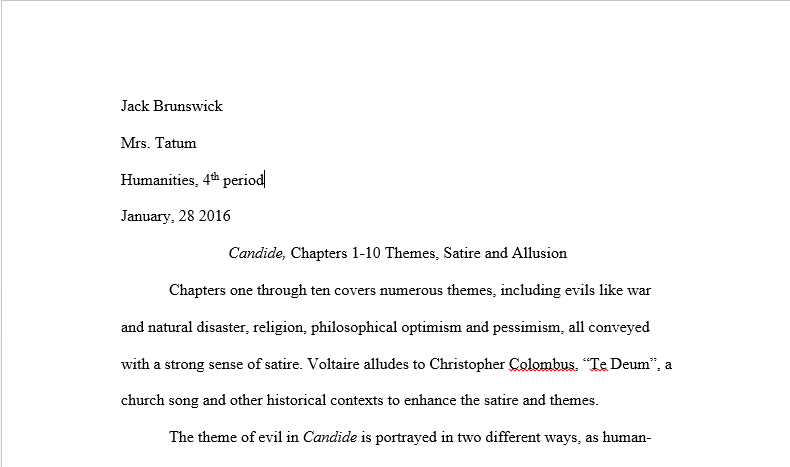 Jack Brunswick
Mrs. Tatum
Humanities, 4th period
January, 28 2016
Candide, Chapters 1-10 Themes, Satire and Allusion
Chapters one through ten covers numerous themes, including evils like war
and natural disaster, religion, philosophical optimism and pessimism, all conveyed
with a strong sense of satire. Voltaire alludes to Christopher Colombus, “Te Deum”, a
church song and other historical contexts to enhance the satire and themes.
The theme of evil in Candide is portrayed in two different ways, as human-